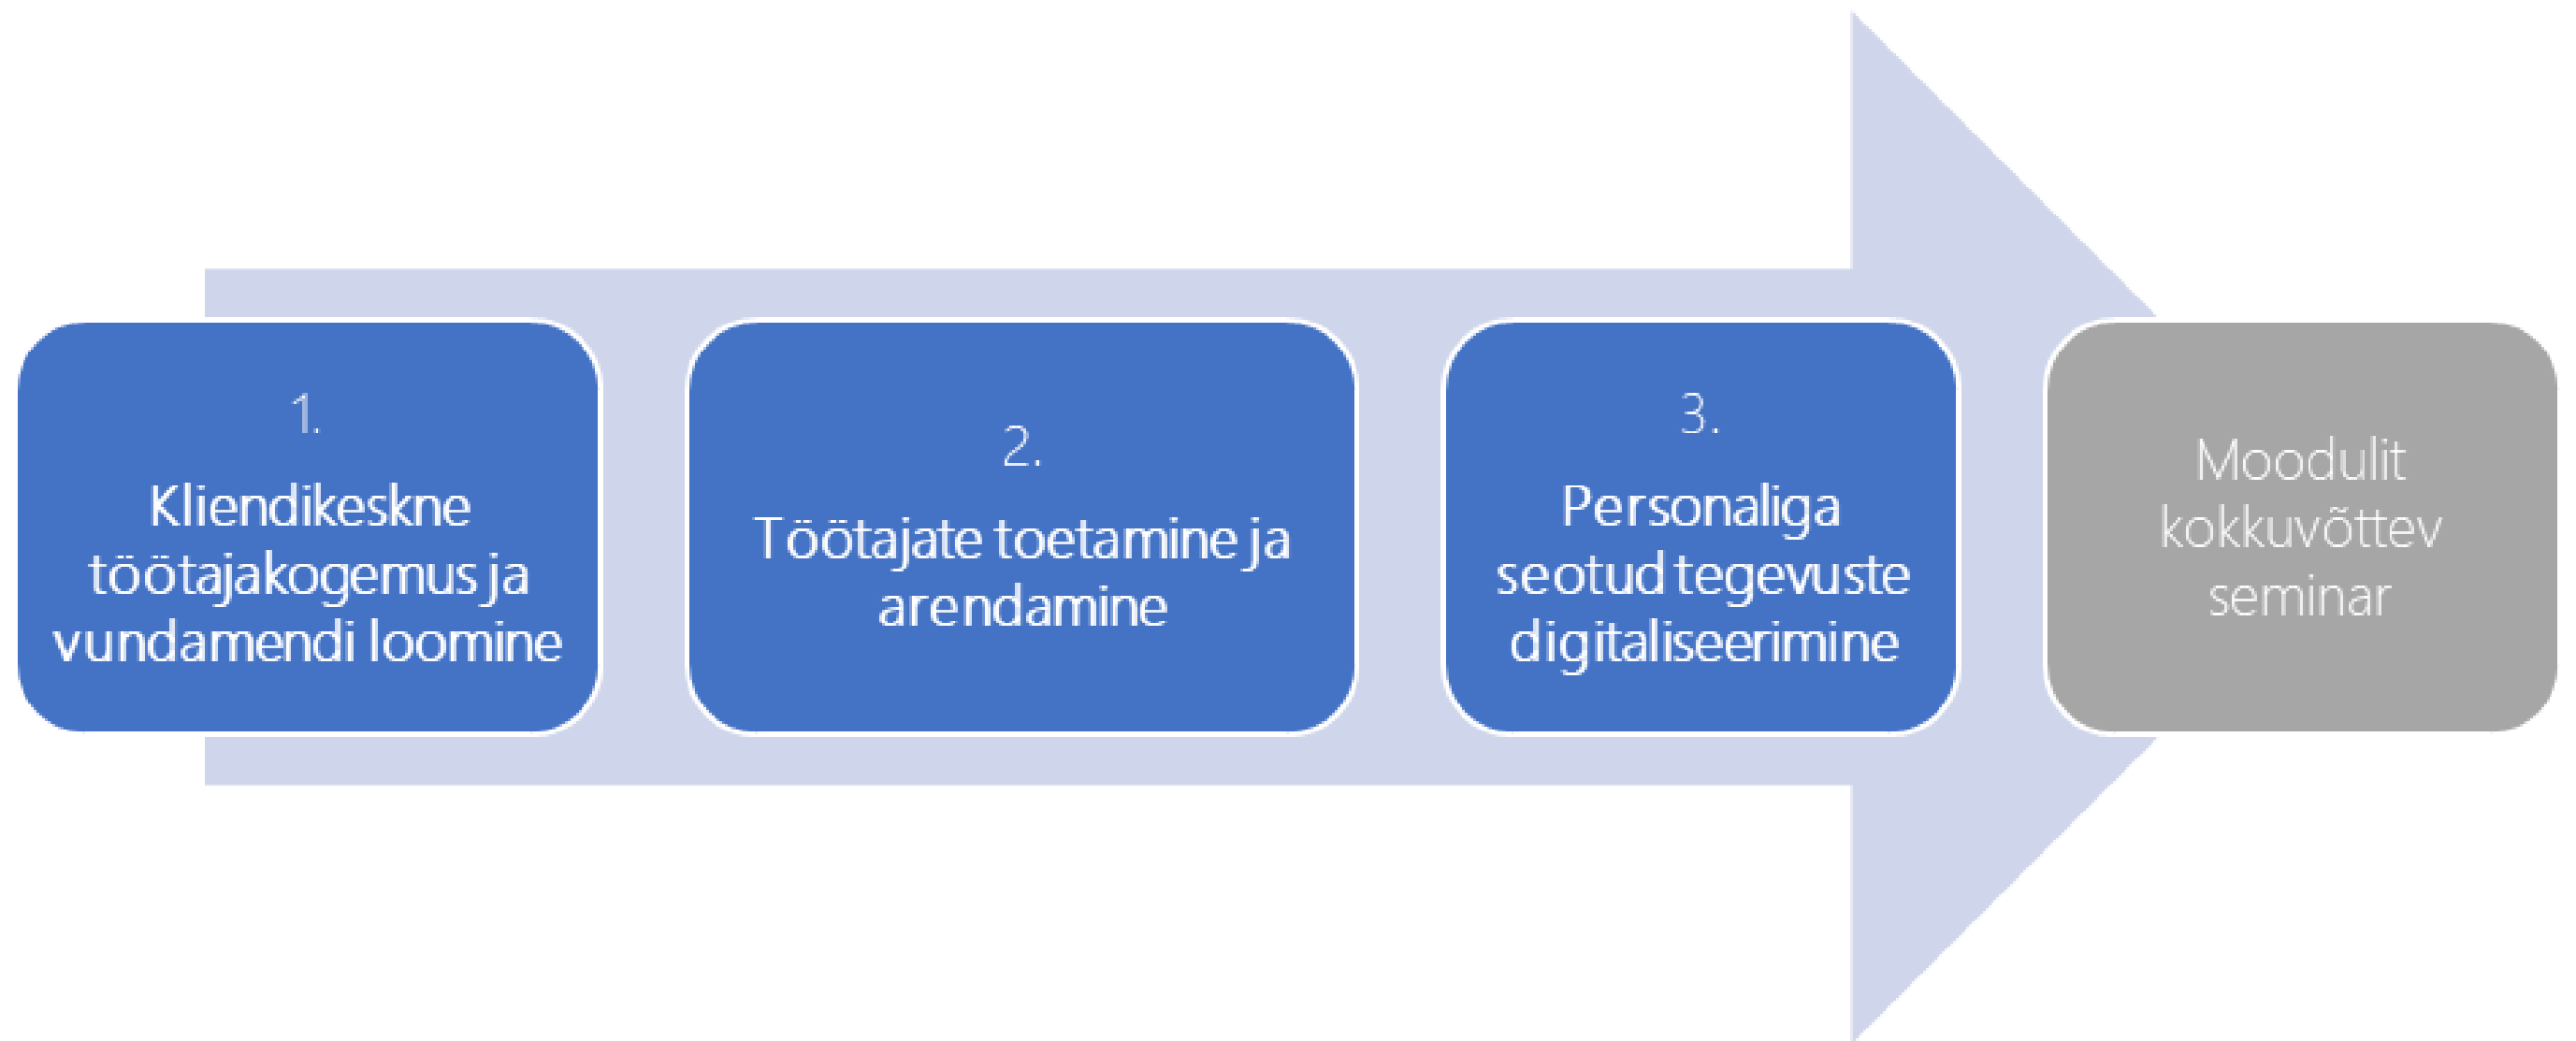 1.
Kliendikeskne
töötajakogemus ja
vundamendi loomine
2.
Töötajate toetamine ja
arendamine
3.
Personaliga
seotud tegevuste
digitaliseerimine
Moodulit
kokkuvõttev
seminar